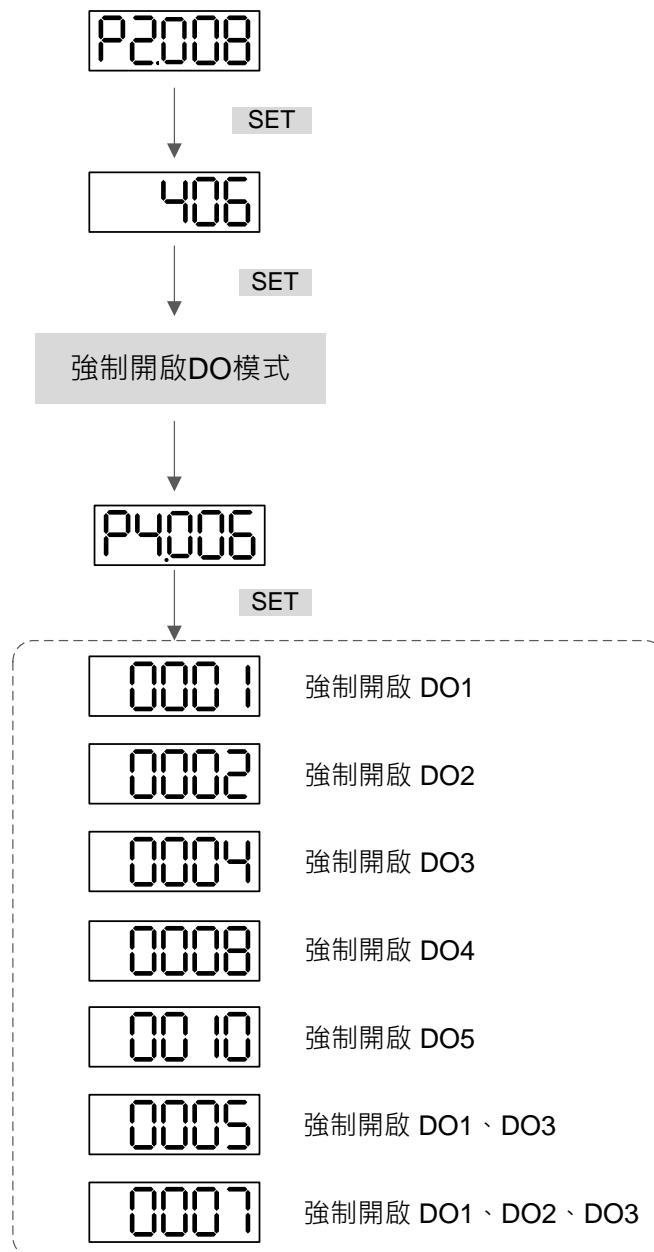 P2.008
SET
406
SET
強制開啟DO模式
P4.006
SET
0001 強制開啟 DO1
0002 強制開啟 DO2
0004 強制開啟 DO3
0008 強制開啟 DO4
0010 強制開啟 DO5
0005 強制開啟 DO1、DO3
0007 強制開啟 DO1、DO2、DO3